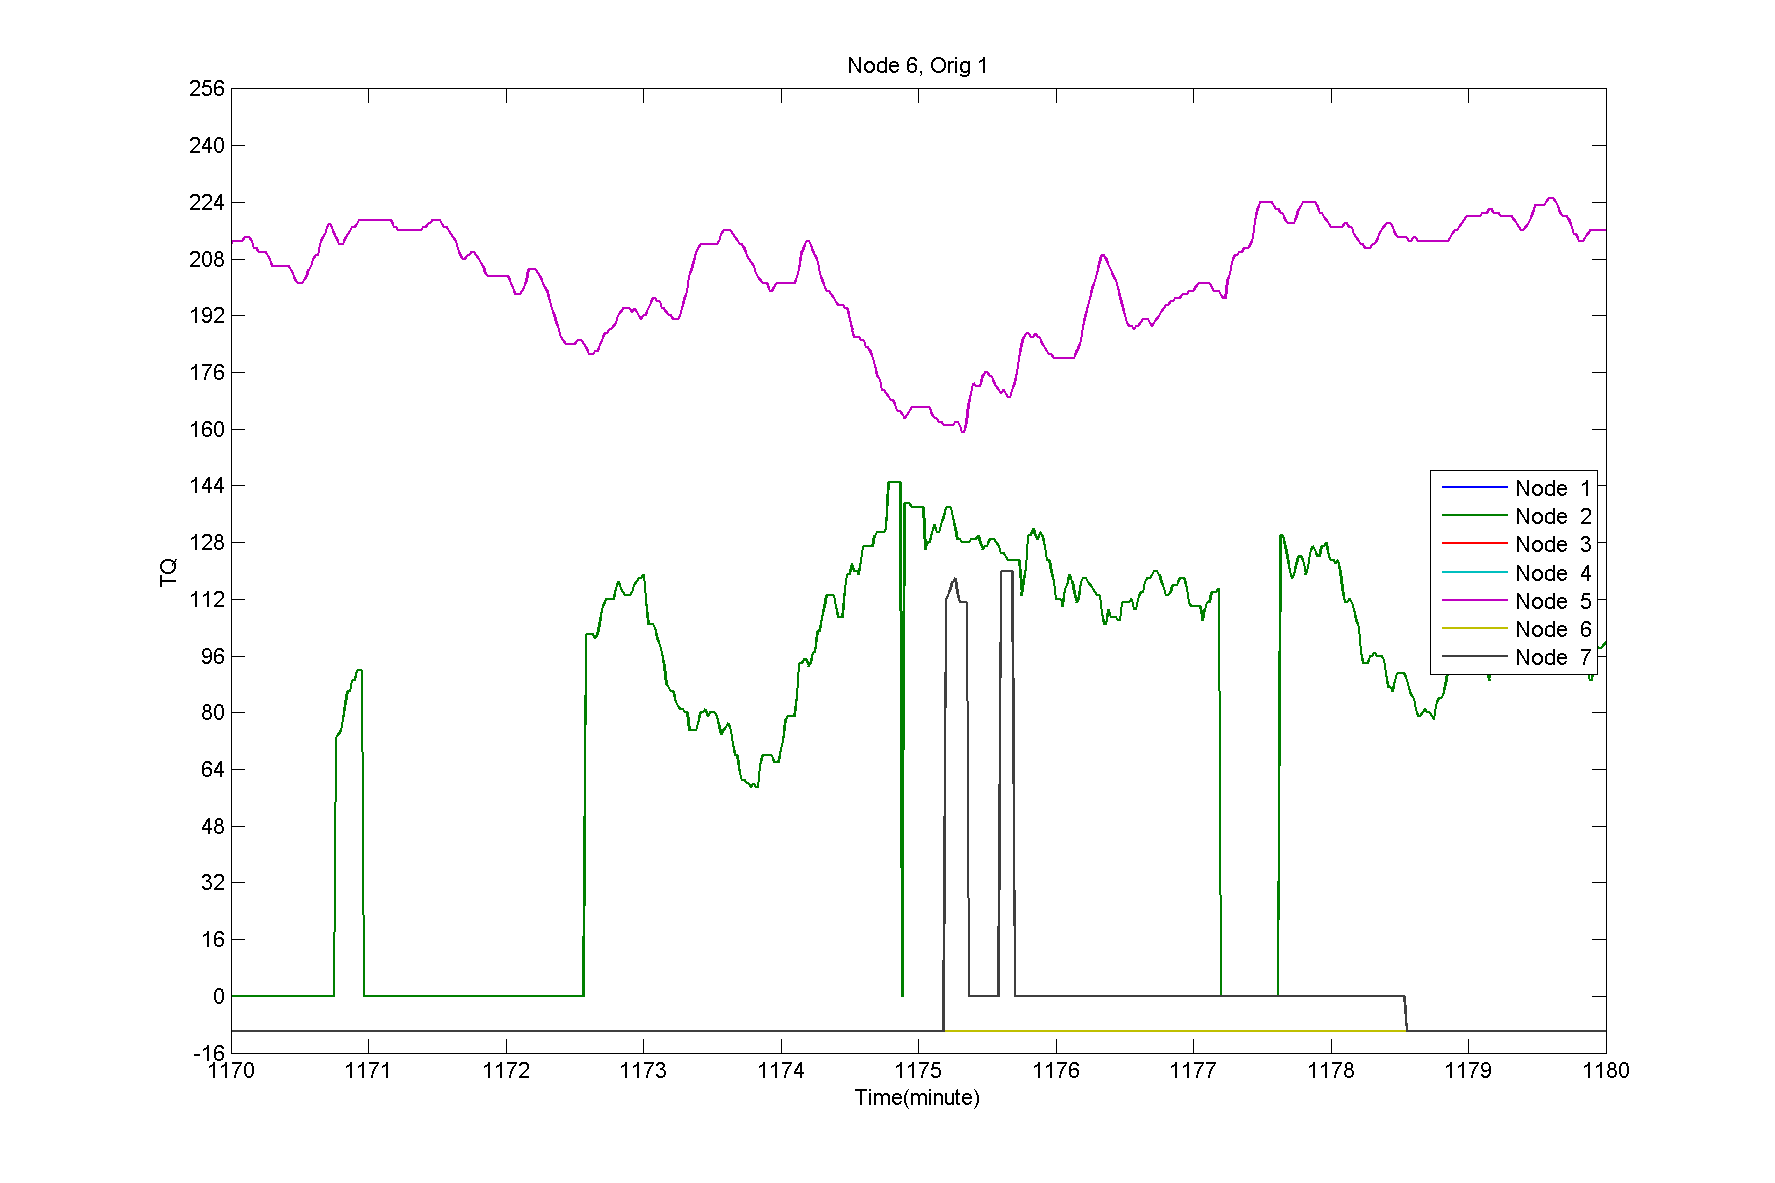 Node 6, Orig 1
256
240
224
208
192
176
160
144
128
112
96
80
64
48
32
16
0
-16
TQ
Node 1
Node 2
Node 3
Node 4
Node 5
Node 6
Node 7
1170 1171 1172 1173 1174 1175 1176 1177 1178 1179 1180
Time(minute)